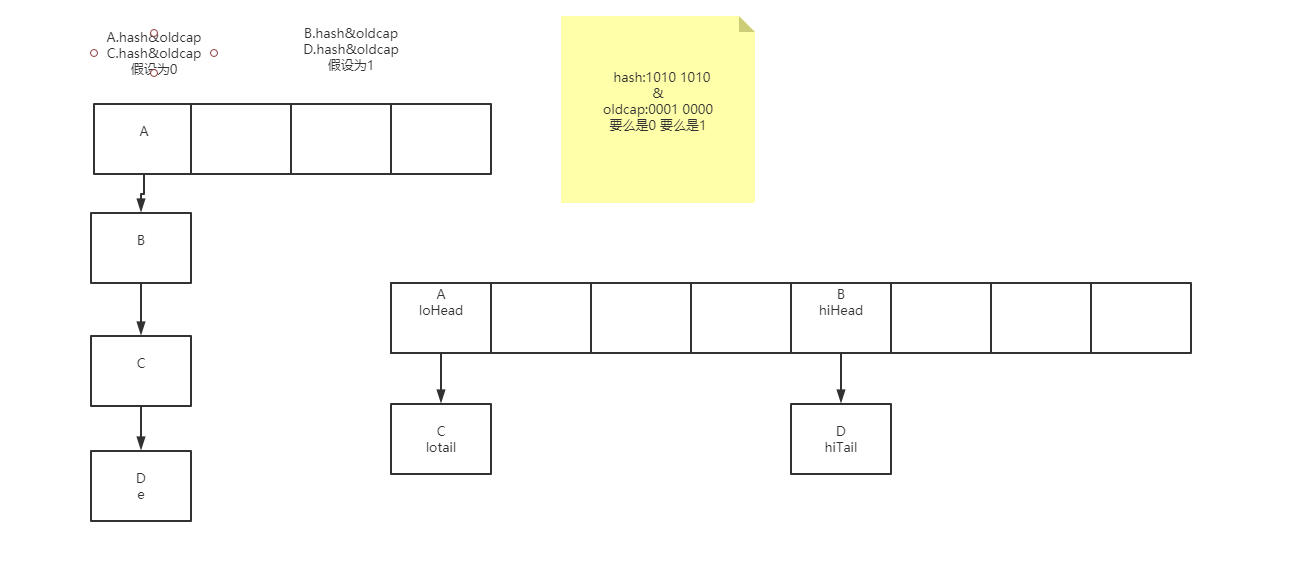 A.hash&oldcap
C.hash&oldcap
假设为0
B.hash&oldcap
D.hash&oldcap
假设为1
hash:1010 1010
&
oldcap:0001 0000
要么是0 要么是1
A
B
C
D
e
A
loHead
B
hiHead
C
lotail
D
hiTail